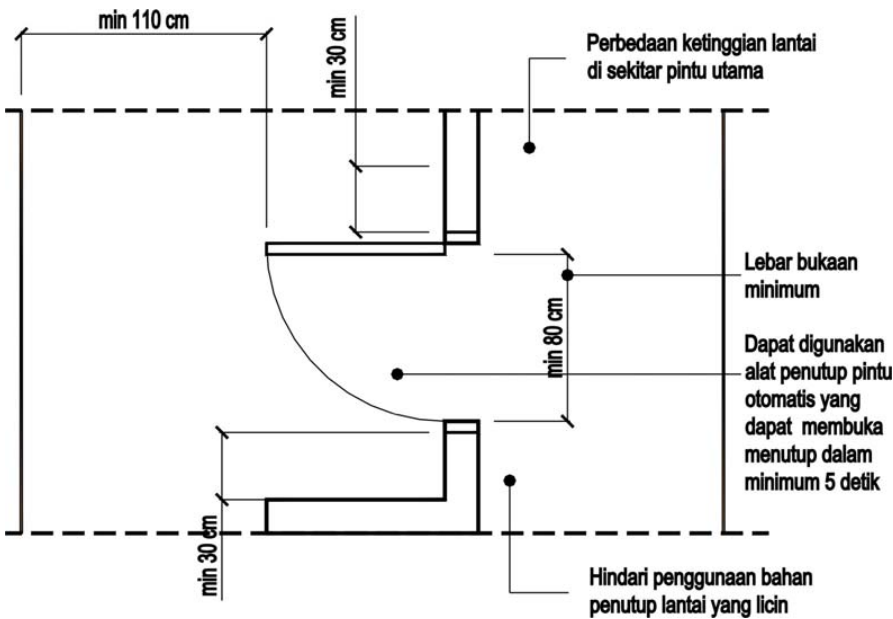 min 110 cm
min 30 cm
Perbedaan ketinggian lantai
di sekitar pintu utama
Lebar bukaan
minimum
min 80 cm
Dapat digunakan
alat penutup pintu
otomatis yang
dapat membuka
menutup dalam
minimum 5 detik
min 30 cm
Hindari penggunaan bahan
penutup lantai yang licin